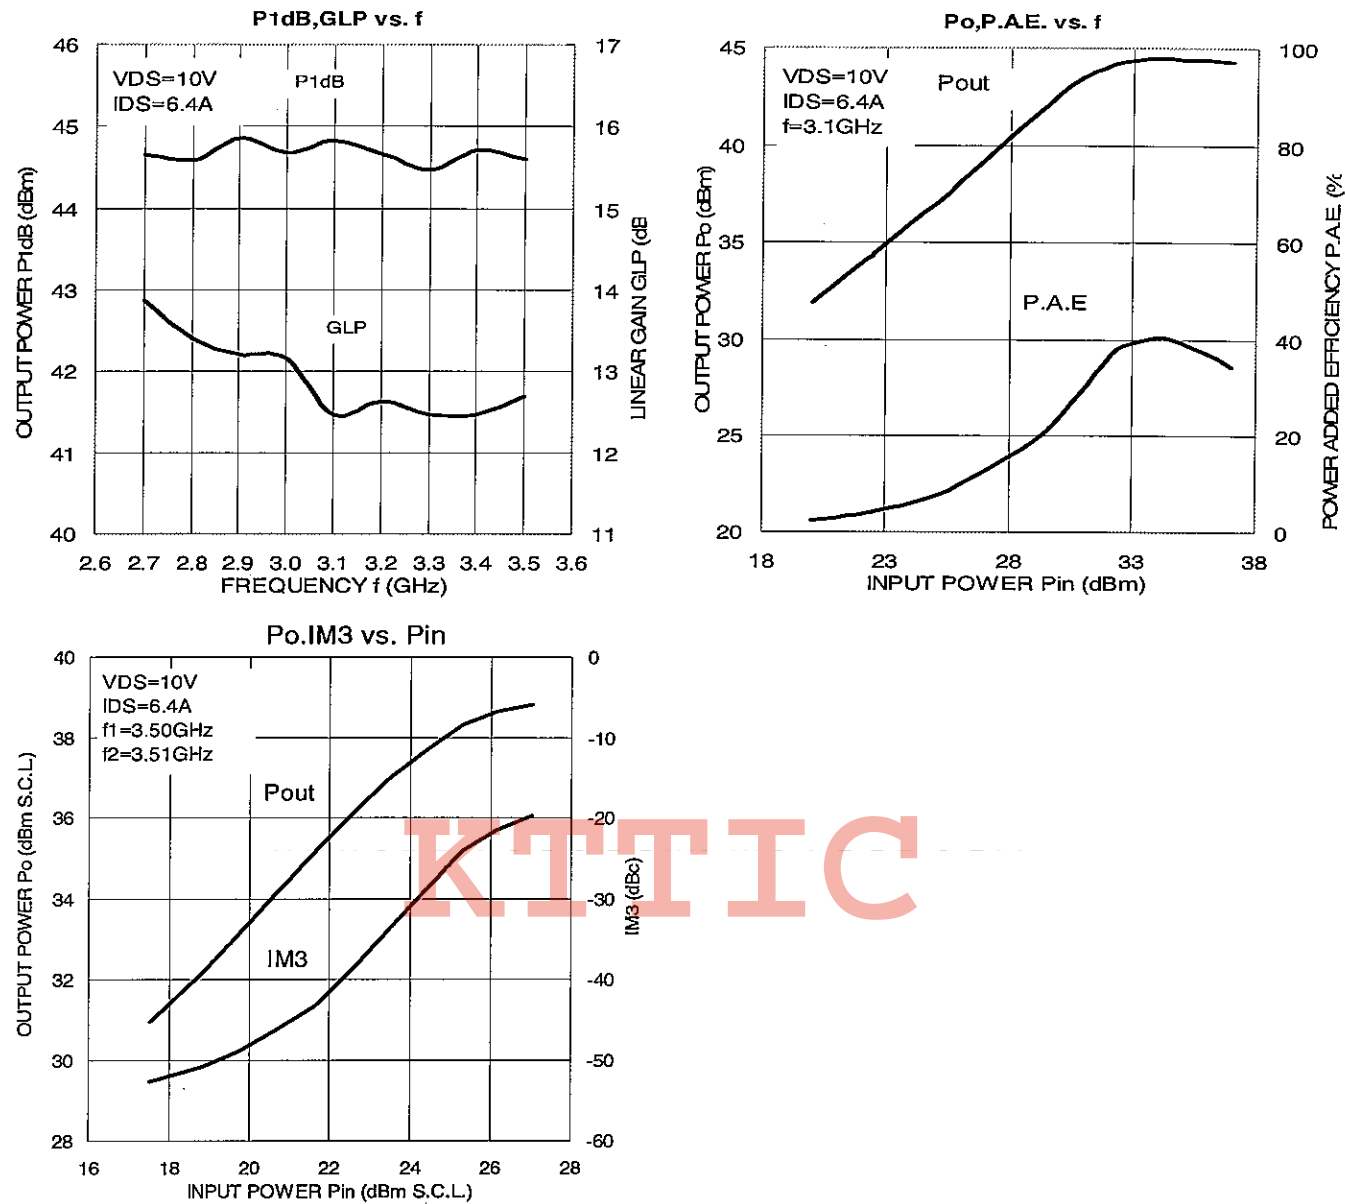 P1dB,GLP vs. f
46
45
44
43
42
41
40
OUTPUT POWER P1dB (dBm)
VDS=10V
IDS=6.4A
P1dB
GLP
17
16
15
14
13
12
11
LINEAR GAIN GLP (dB
2.6 2.7 2.8 2.9 3.0 3.1 3.2 3.3 3.4 3.5 3.6
FREQUENCY f (GHz)
Po,P.A.E. vs. f
45
40
35
30
25
20
OUTPUT POWER Po (dBm)
VDS=10V
IDS=6.4A
f=3.1GHz
Pout
P.A.E
100
80
60
40
20
0
POWER ADDED EFFICIENCY P.A.E. (%
18 23 28 33 38
INPUT POWER Pin (dBm)
Po.IM3 vs. Pin
40
38
36
34
32
30
28
OUTPUT POWER Po (dBm S.C.L.)
VDS=10V
IDS=6.4A
f1=3.50GHz
f2=3.51GHz
Pout
IM3
0
-10
-20
-30
-40
-50
-60
IM3 (dBc)
16 18 20 22 24 26 28
INPUT POWER Pin (dBm S.C.L.)
KTTIC